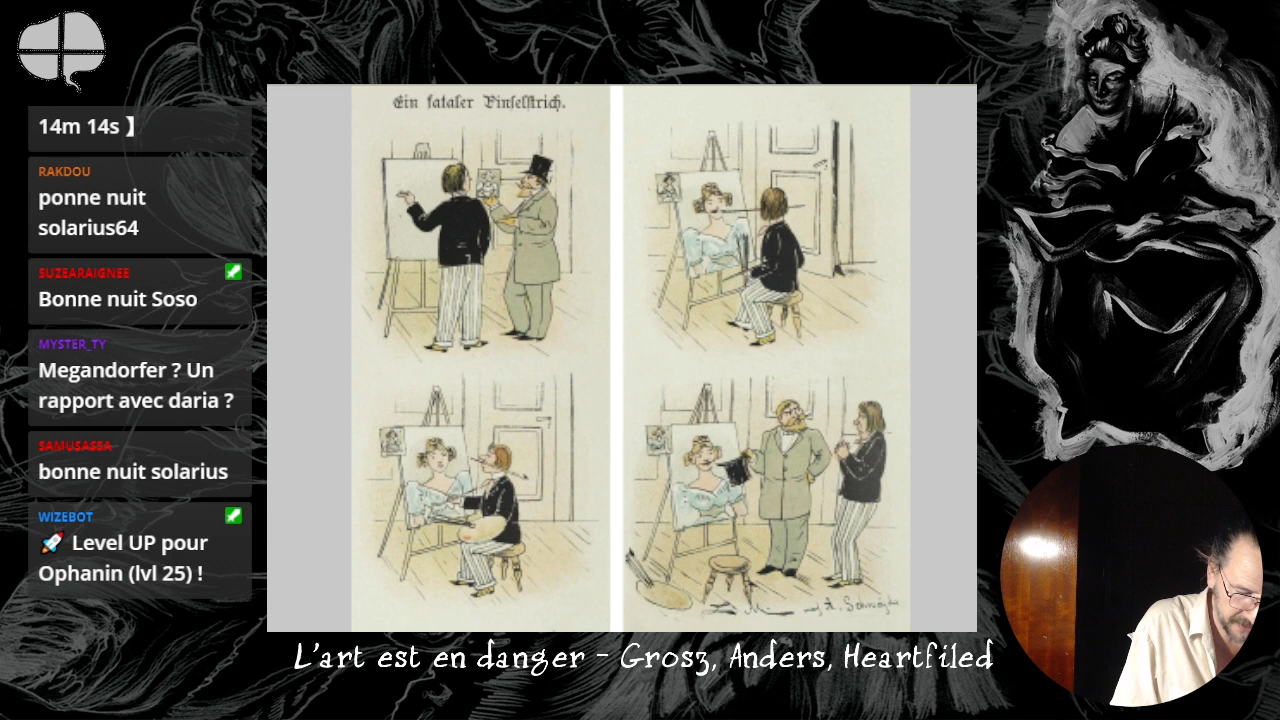 14m 14s 】
RAKDOU
ponne nuit
solarius64
SUZEARAIGNEE
Bonne nuit Soso
MYSTER_TY
Megandorfer ? Un
rapport avec daria ?
SAMUSASBA
bonne nuit solarius
WIZEBOT
🚀 Level UP pour
Ophanin (lvl 25) !
Ein fataler Pinselstrich.
L'art est en danger - Grosz, Anders, Heartfiled